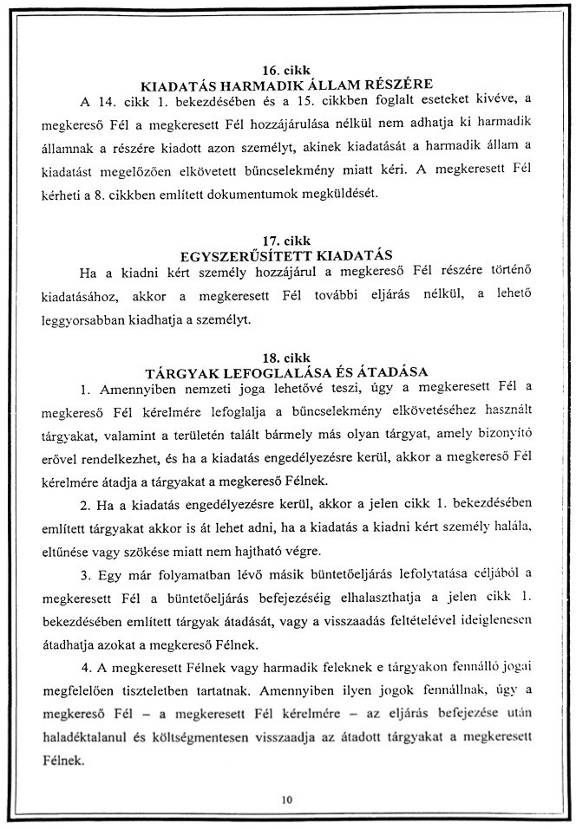 16. cikk
KIADATÁS HARMADIK ÁLLAM RÉSZÉRE
A 14. cikk 1. bekezdésében és a 15. cikkben foglalt eseteket kivéve, a
megkereső Fél a megkeresett Fél hozzájárulása nélkül nem adhatja ki harmadik
államnak a részére kiadott azon személyt, akinek kiadatását a harmadik állam a
kiadatást megelőzően elkövetett bűncselekmény miatt kéri. A megkeresett Fél
kérheti a 8. cikkben említett dokumentumok megküldését.
17. cikk
EGYSZERŰSÍTETT KIADATÁS
Ha a kiadni kért személy hozzájárul a megkereső Fél részére történő
kiadatásához, akkor a megkeresett Fél további eljárás nélkül, a lehető
leggyorsabban kiadhatja a személyt.
18. cikk
TÁRGYAK LEFOGLALÁSA ÉS ÁTADÁSA
1. Amennyiben nemzeti joga lehetővé teszi, úgy a megkeresett Fél a
megkereső Fél kérelmére lefoglalja a bűncselekmény elkövetéséhez használt
tárgyakat, valamint a területén talált bármely más olyan tárgyat, amely bizonyító
erővel rendelkezhet, és ha a kiadatás engedélyezésre kerül, akkor a megkereső Fél
kérelmére átadja a tárgyakat a megkereső Félnek.
2. Ha a kiadatás engedélyezésre kerül, akkor a jelen cikk 1. bekezdésében
említett tárgyakat akkor is át lehet adni, ha a kiadatás a kiadni kért személy halála,
eltűnése vagy szökése miatt nem hajtható végre.
3. Egy már folyamatban lévő másik büntetőeljárás lefolytatása céljából a
megkeresett Fél a büntetőeljárás befejezéséig elhalaszthatja a jelen cikk 1.
bekezdésében említett tárgyak átadását, vagy a visszaadás feltételével ideiglenesen
átadhatja azokat a megkereső Félnek.
4. A megkeresett Félnek vagy harmadik feleknek e tárgyakon fennálló jogai
megfelelően tiszteletben tartatnak. Amennyiben ilyen jogok fennállnak, úgy a
megkereső Fél – a megkeresett Fél kérelmére – az eljárás befejezése után
haladéktalanul és költségmentesen visszaadja az átadott tárgyakat a megkeresett
Félnek.
10